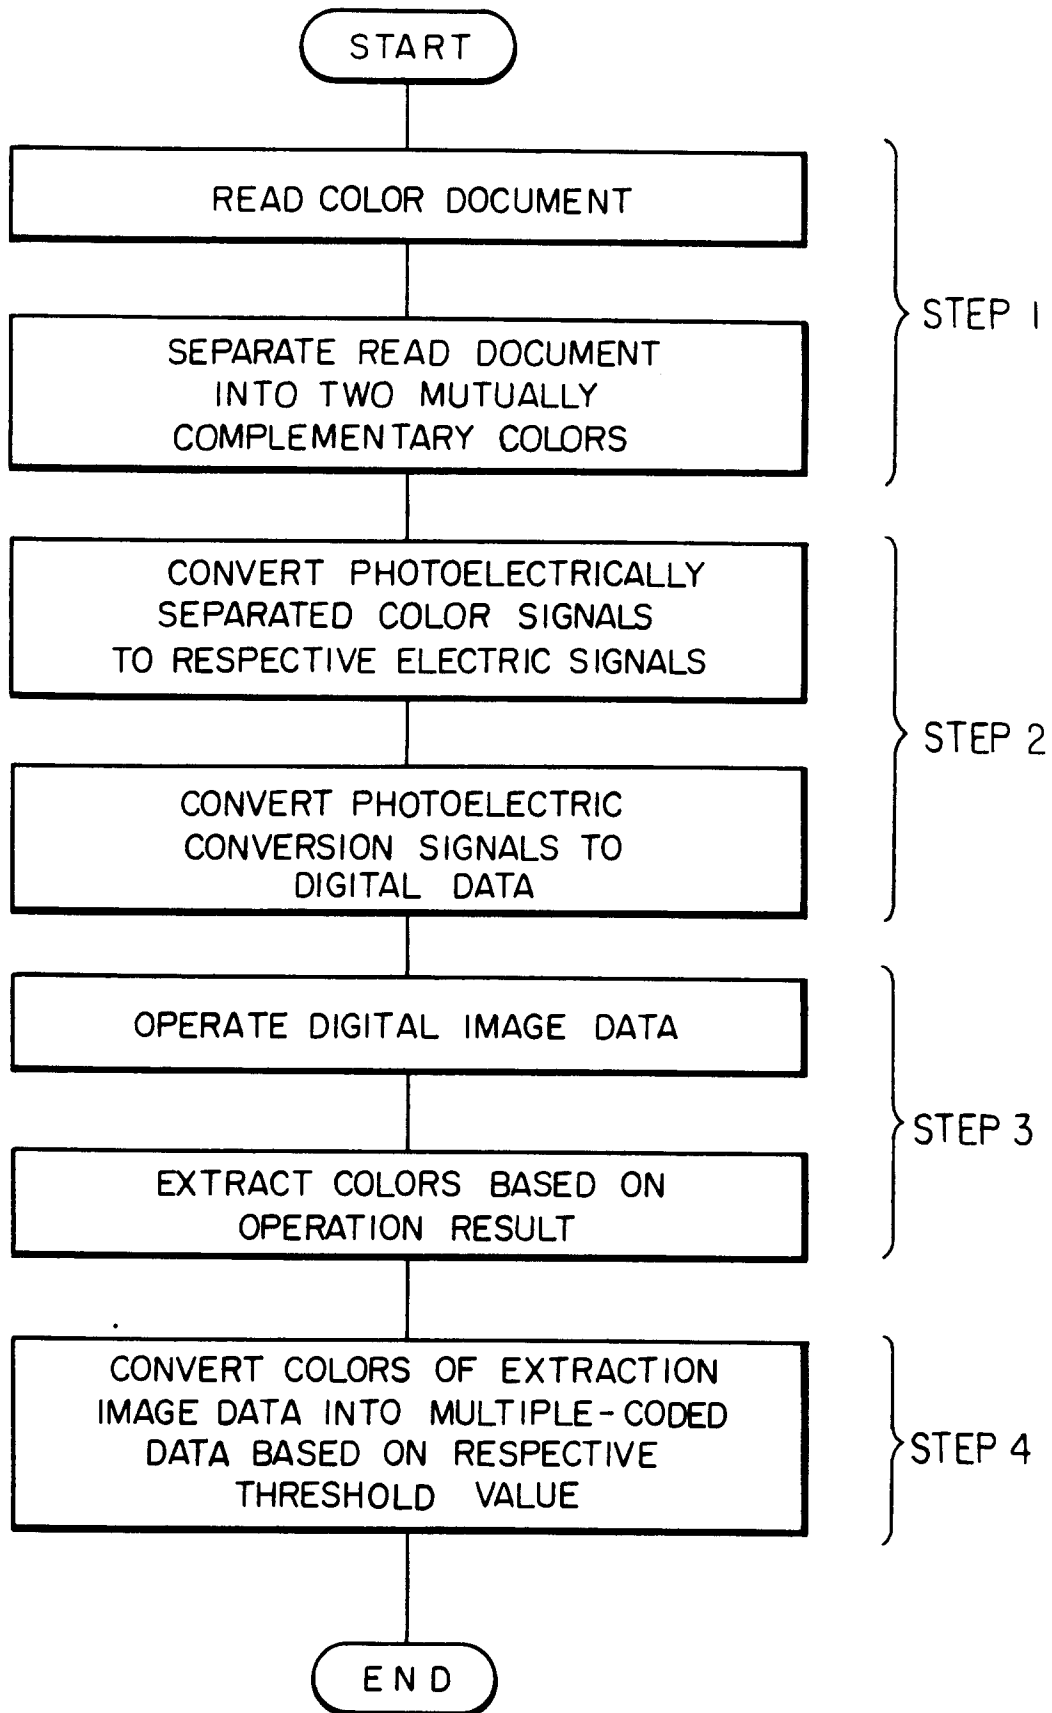 START
READ COLOR DOCUMENT
SEPARATE READ DOCUMENT
INTO TWO MUTUALLY
COMPLEMENTARY COLORS
STEP 1
CONVERT PHOTOELECTRICALLY
SEPARATED COLOR SIGNALS
TO RESPECTIVE ELECTRIC SIGNALS
CONVERT PHOTOELECTRIC
CONVERSION SIGNALS TO
DIGITAL DATA
STEP 2
OPERATE DIGITAL IMAGE DATA
EXTRACT COLORS BASED ON
OPERATION RESULT
STEP 3
CONVERT COLORS OF EXTRACTION
IMAGE DATA INTO MULTIPLE-CODED
DATA BASED ON RESPECTIVE
THRESHOLD VALUE
STEP 4
END